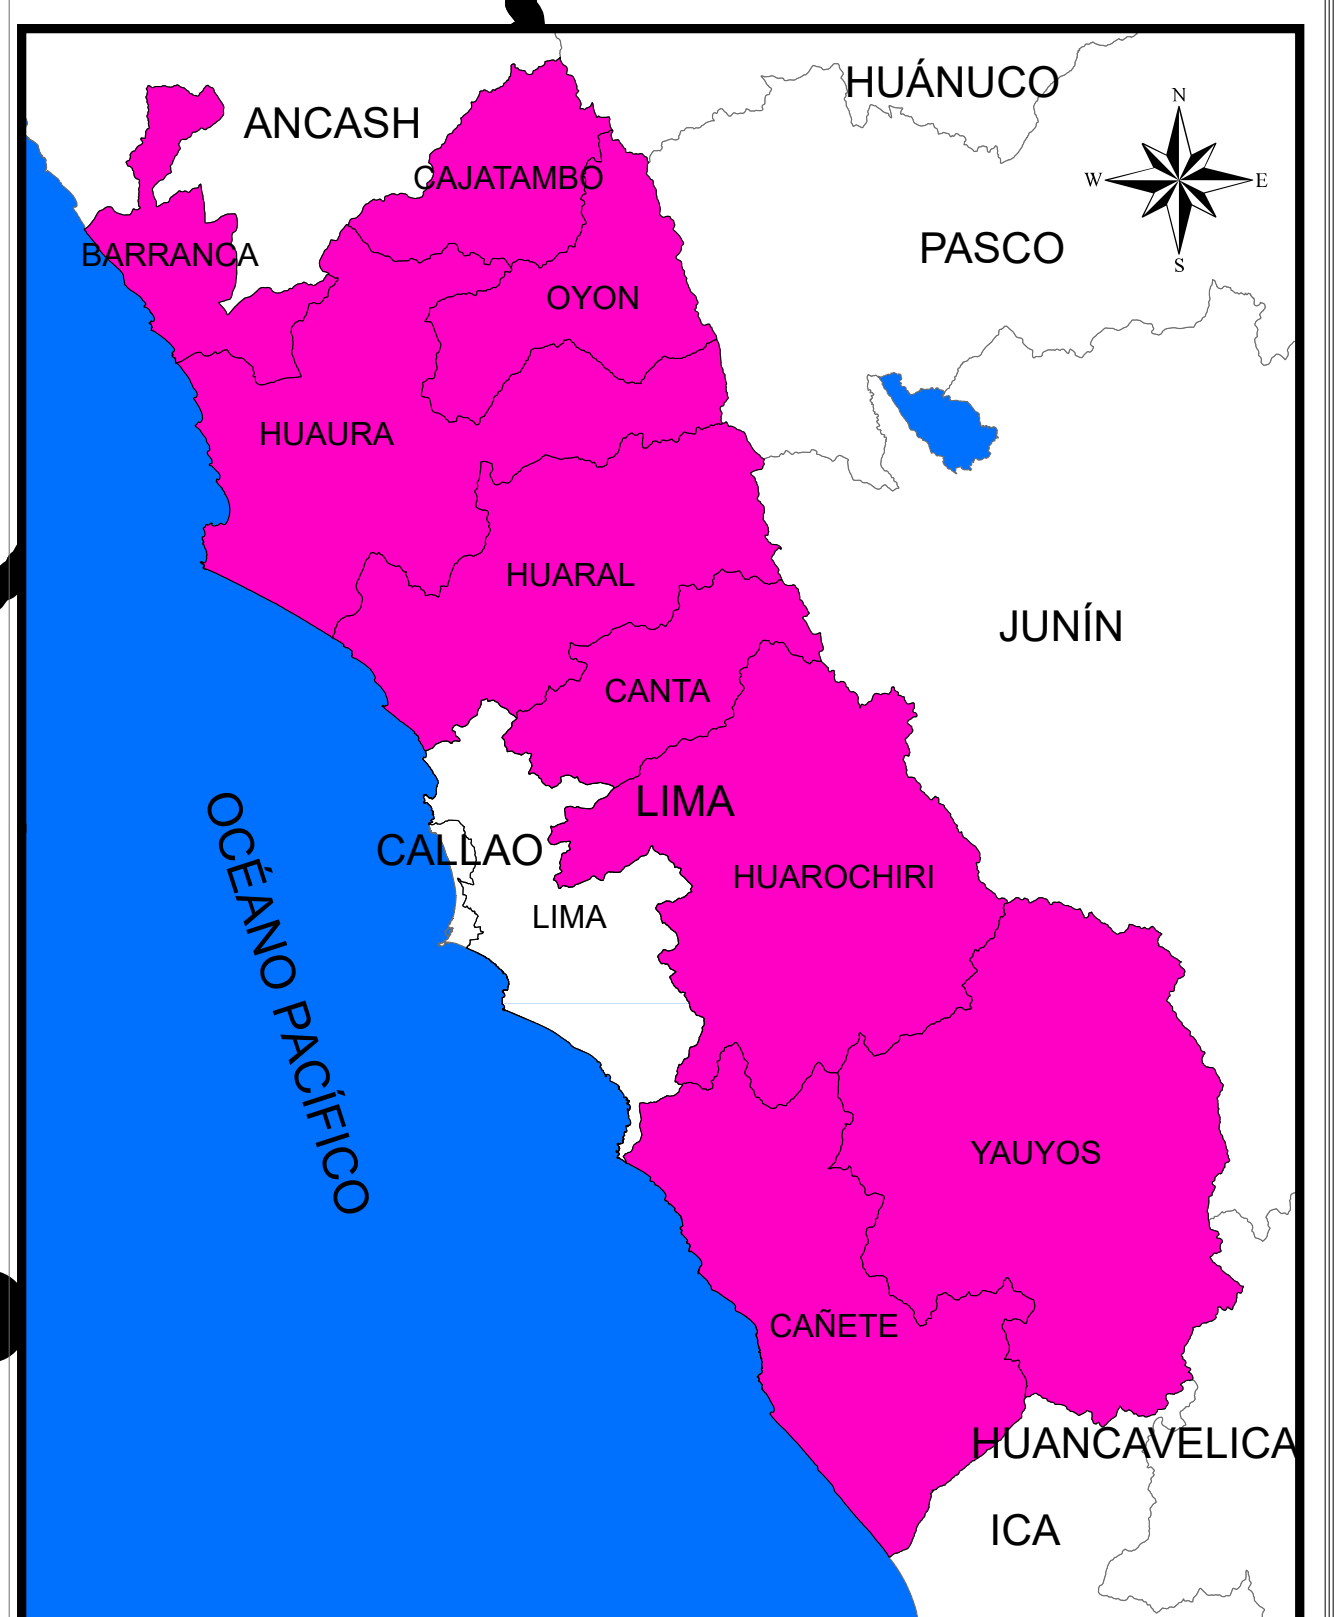 HUÁNUCO
ANCASH
N
W
E
S
CAJATAMBO
PASCO
BARRANCA
OYON
HUAURA
HUARAL
JUNÍN
CANTA
LIMA
CALLAO
HUAROCHIRI
LIMA
OCÉANO PACÍFICO
YAUYOS
CAÑETE
HUANCAVELICA
ICA